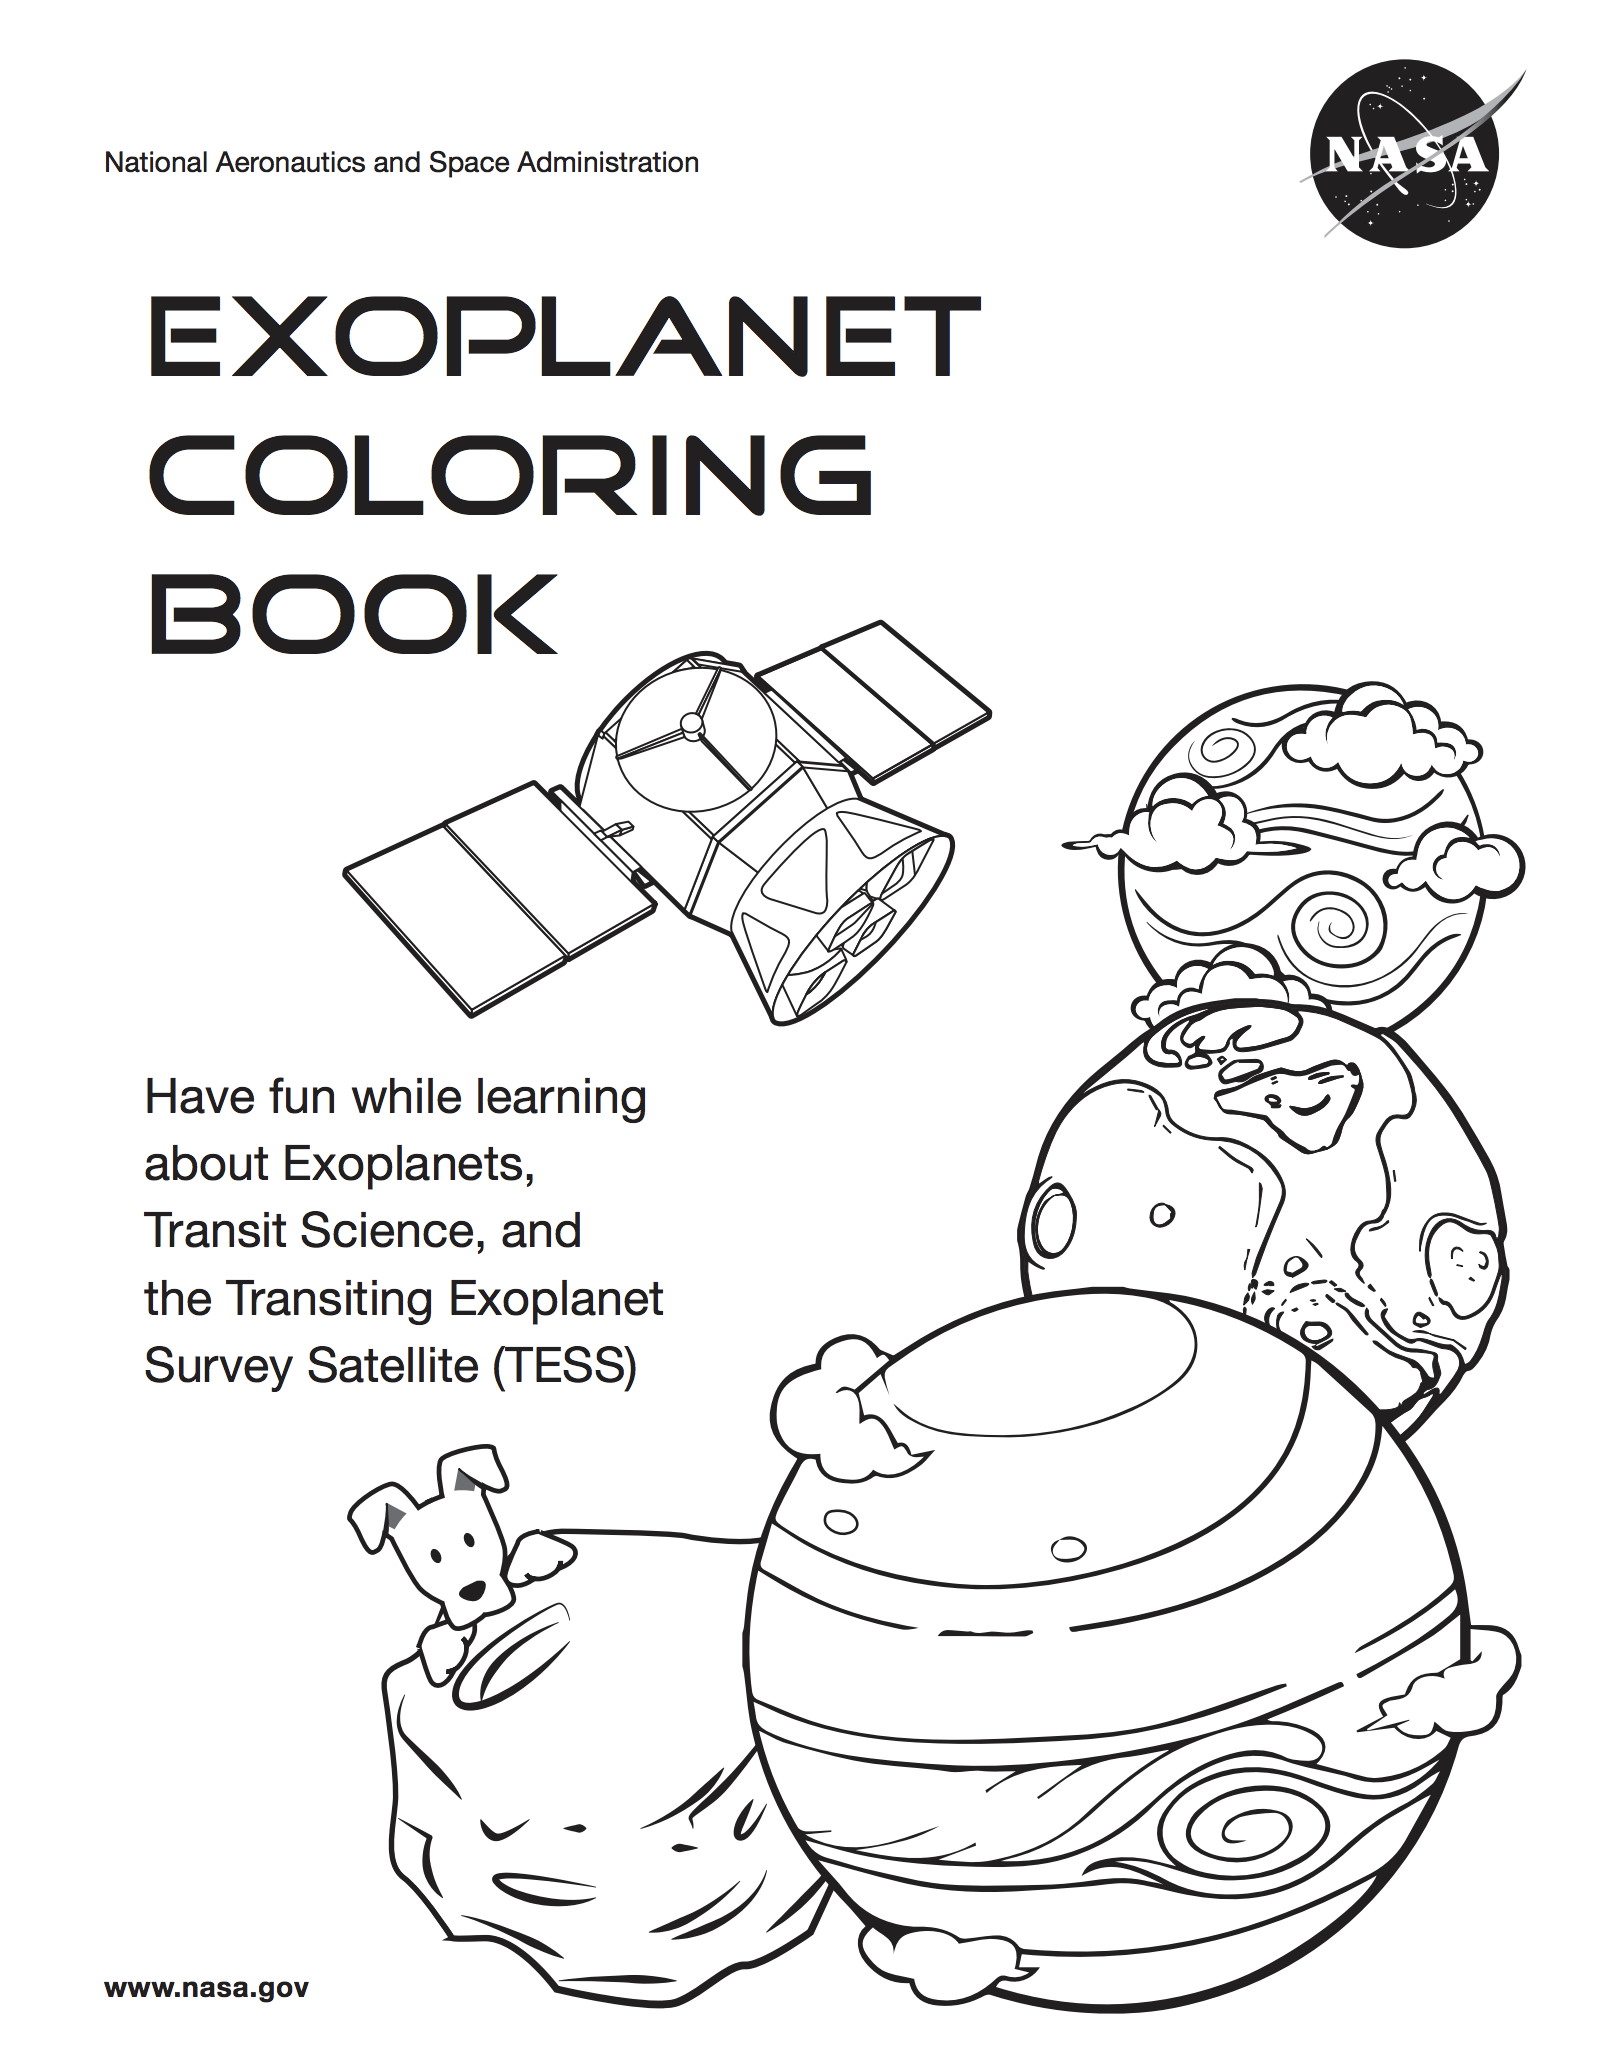 National Aeronautics and Space Administration
NASA
EXOPLANET
COLORING
BOOK
Have fun while learning
about Exoplanets,
Transit Science, and
the Transiting Exoplanet
Survey Satellite (TESS)
www.nasa.gov